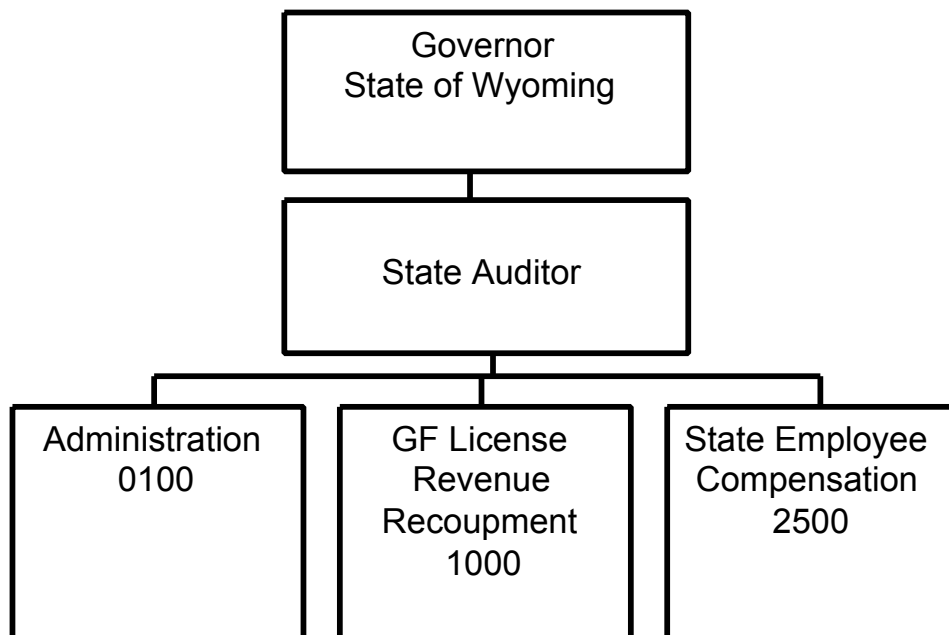 Governor
State of Wyoming
State Auditor
Administration
0100
GF License
Revenue
Recoupment
1000
State Employee
Compensation
2500